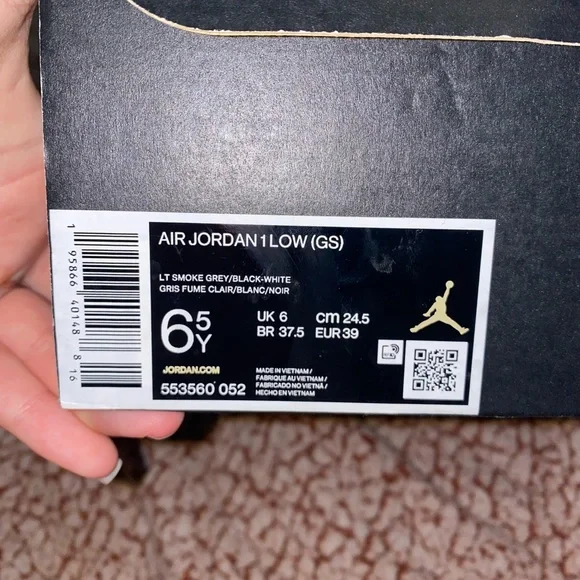 AIR JORDAN 1 LOW (GS)
LT SMOKE GREY/BLACK-WHITE
GRIS FUME CLAIR/BLANC/NOIR
6 5Y
UK 6 cm 24.5
BR 37.5 EUR 39
JORDAN.COM
553560 052
MADE IN VIETNAM /
FABRIQUE AU VIETNAM /
FABRICADO NO VIETNÃ /
HECHO EN VIETNAM
1 95866 40148 8 16